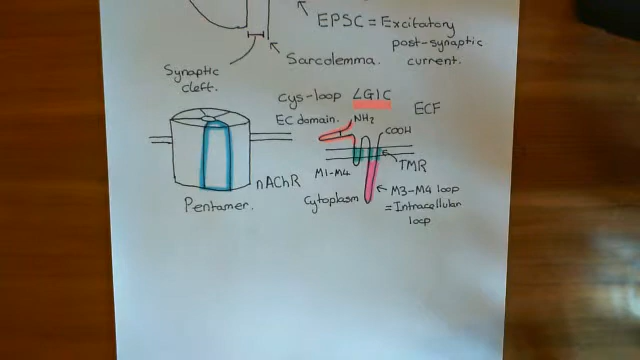 EPSC = Excitatory
post-synaptic
current.
Sarcolemma.
Synaptic
cleft.
cys-loop LGIC
EC domain.
NH2
ECF
COOH
M1-M4
TMR
nAChR
Pentamer.
Cytoplasm
M3-M4 loop
= Intracellular
loop